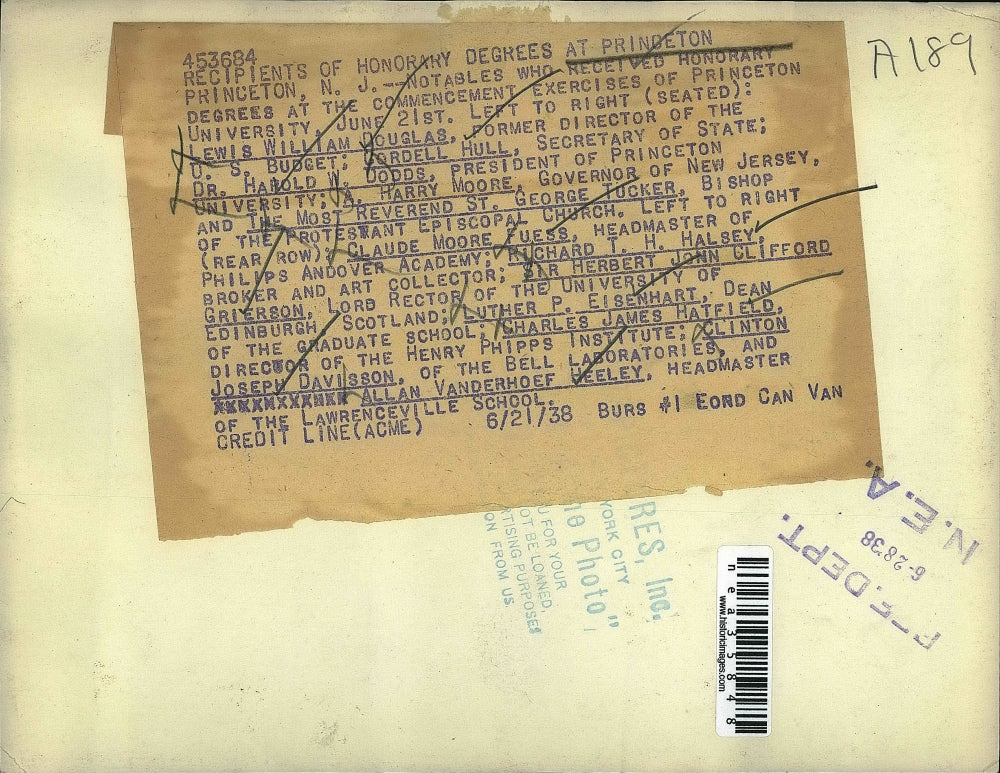 453684
RECIPIENTS OF HONORARY DEGREES AT PRINCETON
PRINCETON, N. J.--NOTABLES WHO RECEIVED HONORARY
DEGREES AT THE COMMENCEMENT EXERCISES OF PRINCETON
UNIVERSITY, JUNE 21ST. LEFT TO RIGHT (SEATED):
LEWIS WILLIAM DOUGLAS, FORMER DIRECTOR OF THE
U. S. BUDGET; CORDELL HULL, SECRETARY OF STATE;
DR. HAROLD W. DODDS, PRESIDENT OF PRINCETON
UNIVERSITY; A. HARRY MOORE, GOVERNOR OF NEW JERSEY,
AND THE MOST REVEREND ST. GEORGE TUCKER, BISHOP
OF THE PROTESTANT EPISCOPAL CHURCH. LEFT TO RIGHT
(REAR ROW): CLAUDE MOORE FUESS, HEADMASTER OF
PHILIPS ANDOVER ACADEMY; RICHARD T. H. HALSEY,
BROKER AND ART COLLECTOR; SIR HERBERT JOHN CLIFFORD
GRIERSON, LORD RECTOR OF THE UNIVERSITY OF
EDINBURGH, SCOTLAND; LUTHER P. EISENHART, DEAN
OF THE GRADUATE SCHOOL; CHARLES JAMES HATFIELD,
DIRECTOR OF THE HENRY PHIPPS INSTITUTE; CLINTON
JOSEPH DAVISSON, OF THE BELL LABORATORIES, AND
ALLAN VANDERHOEF HEELEY, HEADMASTER
OF THE LAWRENCEVILLE SCHOOL.
CREDIT LINE(ACME) 6/21/38 BURS #1 EORD CAN VAN
A189
N.E.A.
6-28-38
DEPT.
RES, Inc.
YORK CITY
Photo"
FOR YOUR
OT BE LOANED,
RTISING PURPOSES
ON FROM US
nea35848
www.historicimages.com